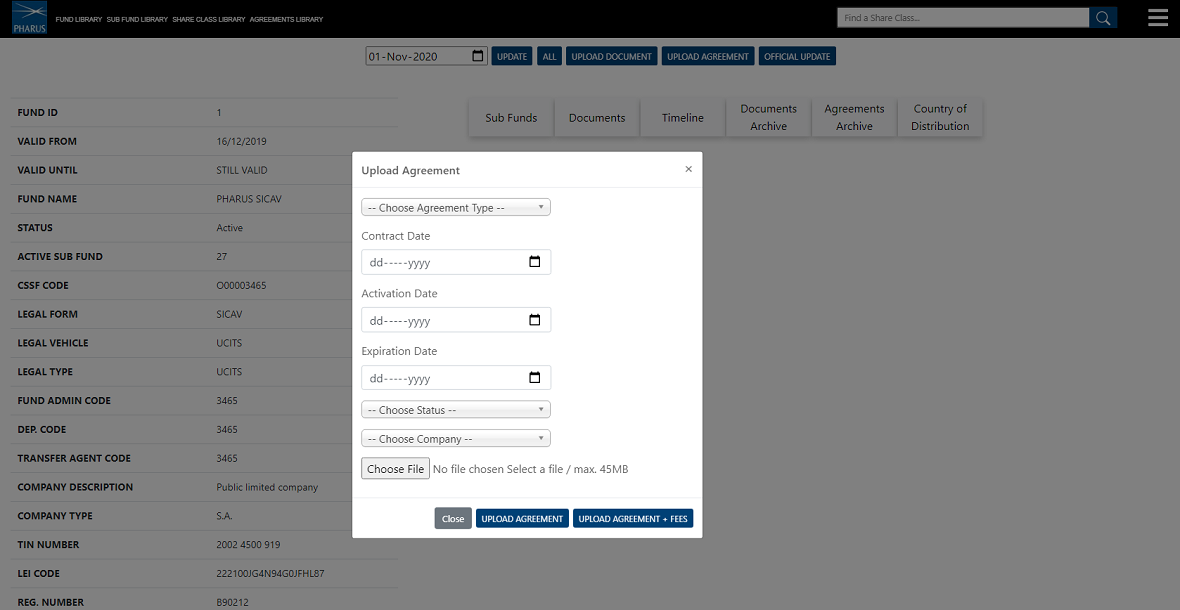 PHARUS
FUND LIBRARY SUB FUND LIBRARY SHARE CLASS LIBRARY AGREEMENTS LIBRARY
Find a Share Class...
01-Nov-2020
UPDATE
ALL
UPLOAD DOCUMENT
UPLOAD AGREEMENT
OFFICIAL UPDATE
Sub Funds
Documents
Timeline
Documents
Archive
Agreements
Archive
Country of
Distribution
FUND ID 1
VALID FROM 16/12/2019
VALID UNTIL STILL VALID
FUND NAME PHARUS SICAV
STATUS Active
ACTIVE SUB FUND 27
CSSF CODE O00003465
LEGAL FORM SICAV
LEGAL VEHICLE UCITS
LEGAL TYPE UCITS
FUND ADMIN CODE 3465
DEP. CODE 3465
TRANSFER AGENT CODE 3465
COMPANY DESCRIPTION Public limited company
COMPANY TYPE S.A.
TIN NUMBER 2002 4500 919
LEI CODE 222100JG4N94G0JFHL87
REG. NUMBER B90212
Upload Agreement ×
-- Choose Agreement Type --
Contract Date
dd-----yyyy
Activation Date
dd-----yyyy
Expiration Date
dd-----yyyy
-- Choose Status --
-- Choose Company --
Choose File No file chosen Select a file / max. 45MB
Close UPLOAD AGREEMENT UPLOAD AGREEMENT + FEES